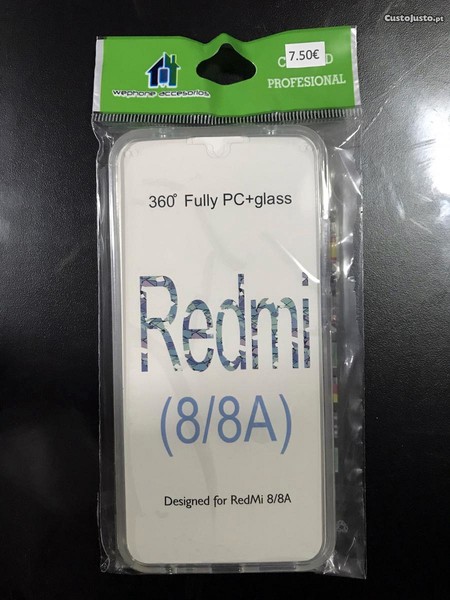 CustoJusto.pt
7.50€
PROFESIONAL
wephone accesorios
360° Fully PC+glass
Redmi
(8/8A)
Designed for RedMi 8/8A